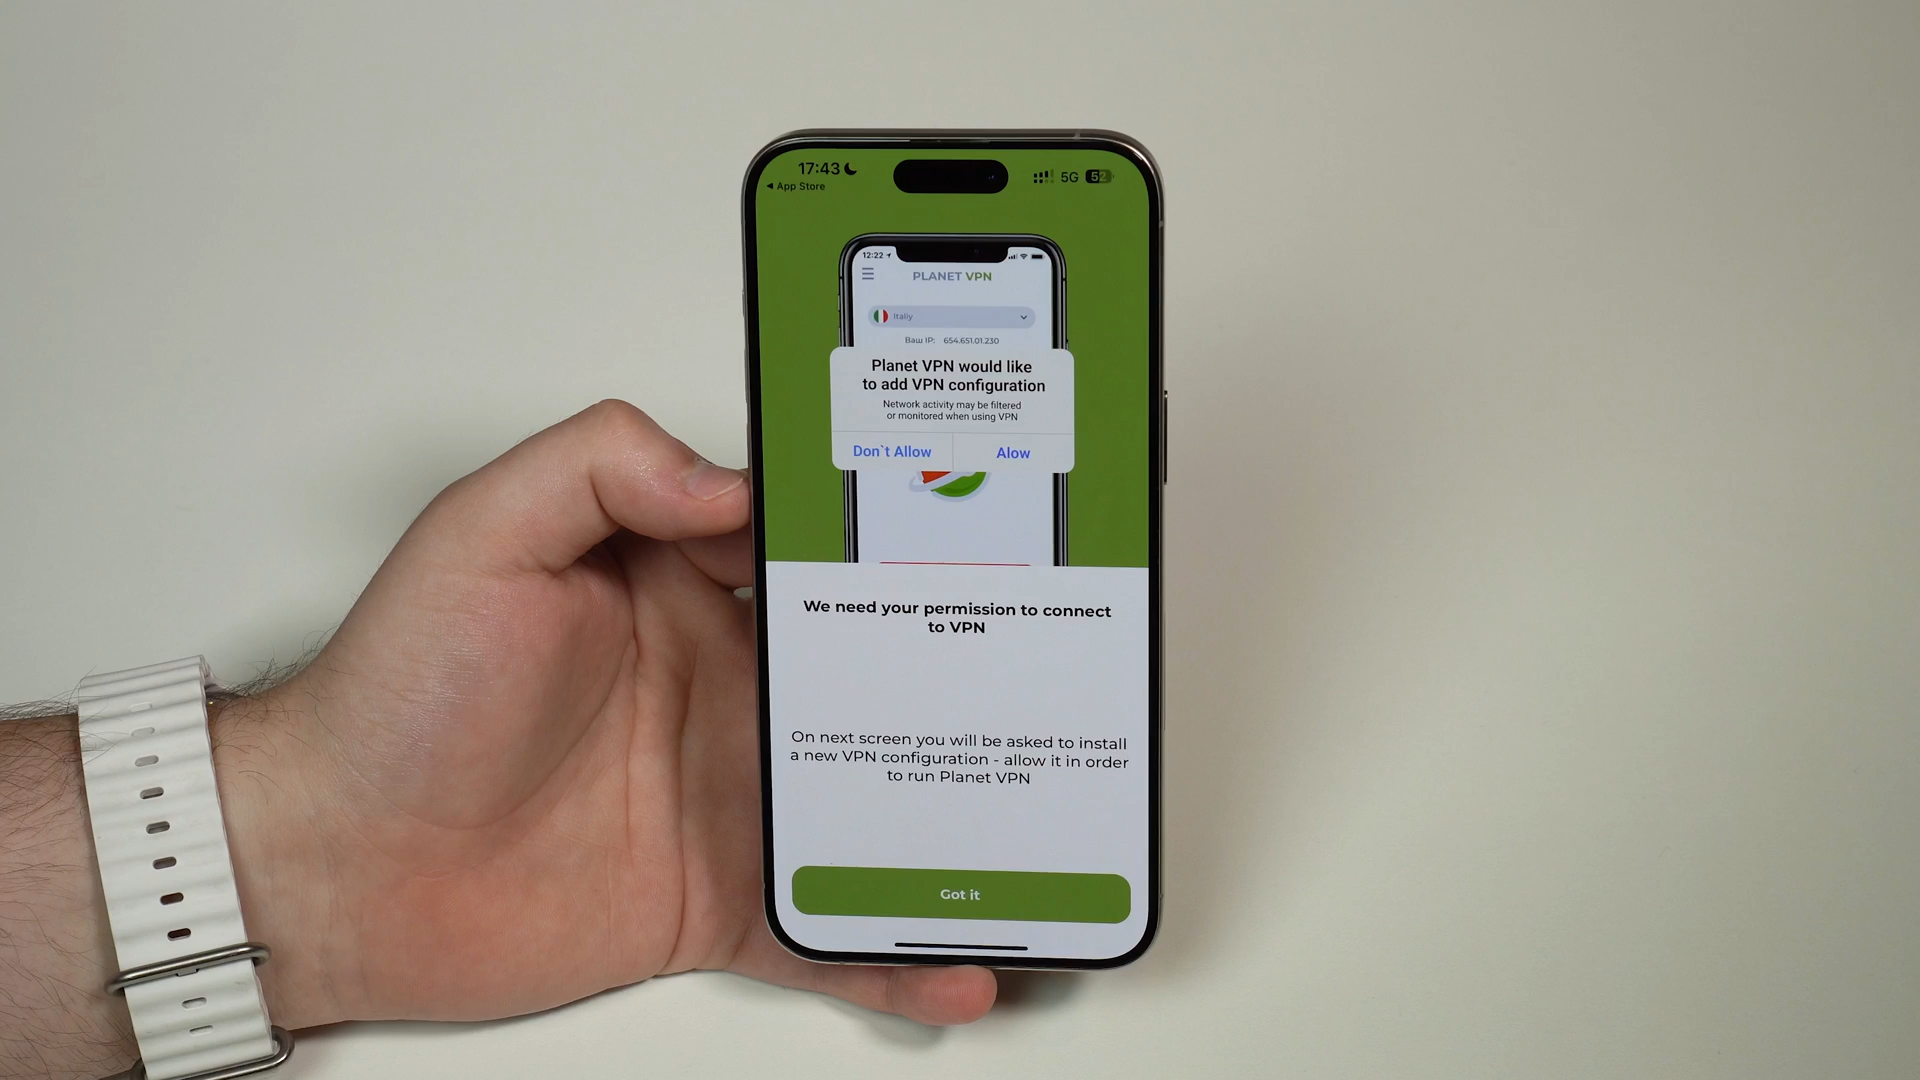 17:43
5G 52
App Store
12:22
PLANET VPN
Italiy
Ваш IP: 654.651.01.230
Planet VPN would like
to add VPN configuration
Network activity may be filtered
or monitored when using VPN
Don`t Allow
Alow
We need your permission to connect
to VPN
On next screen you will be asked to install
a new VPN configuration - allow it in order
to run Planet VPN
Got it